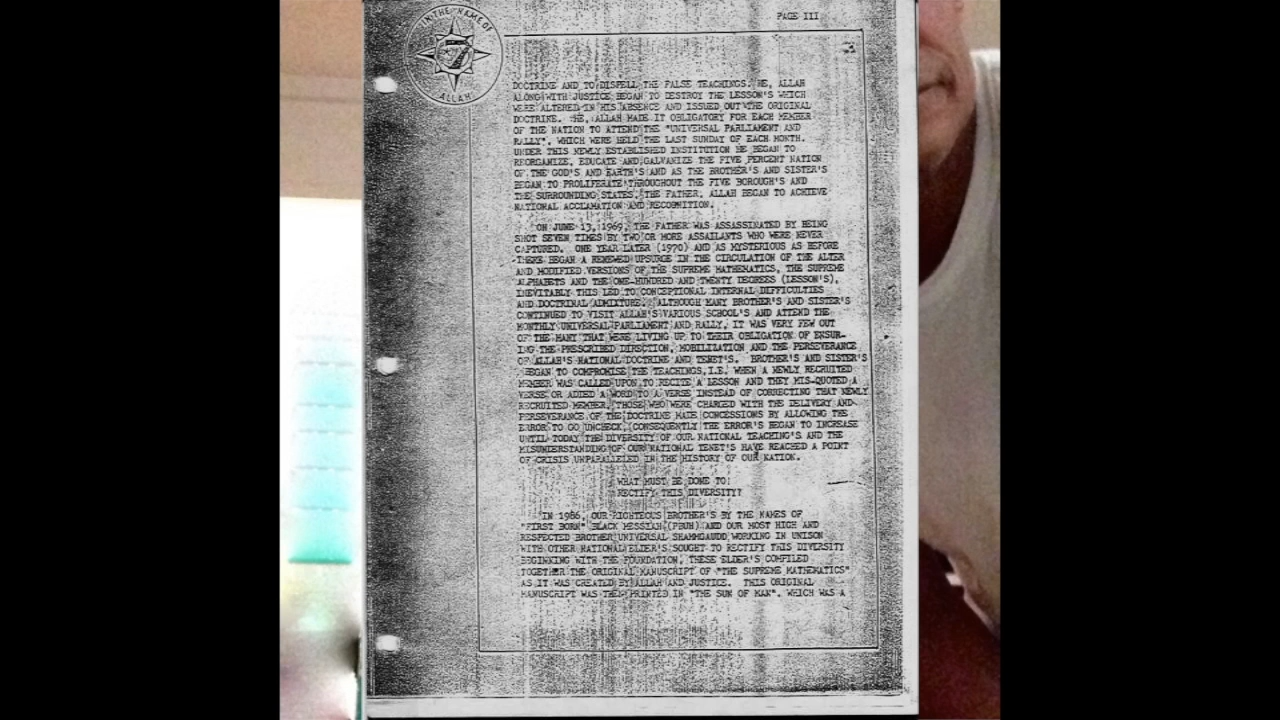 IN THE NAME OF
ALLAH
7
PAGE III
DOCTRINE AND TO DISPELL THE FALSE TEACHINGS. HE, ALLAH
ALONG WITH JUSTICE BEGAN TO DESTROY THE LESSON'S WHICH
WERE ALTERED IN HIS ABSENCE AND ISSUED OUT THE ORIGINAL
DOCTRINE. HE, ALLAH MADE IT OBLIGATORY FOR EACH MEMBER
OF THE NATION TO ATTEND THE "UNIVERSAL PARLIAMENT AND
RALLY", WHICH WERE HELD THE LAST SUNDAY OF EACH MONTH.
UNDER THIS NEWLY ESTABLISHED INSTITUTION HE BEGAN TO
REORGANIZE, EDUCATE AND GALVANIZE THE FIVE PERCENT NATION
OF THE GOD'S AND EARTH'S AND AS THE BROTHER'S AND SISTER'S
BEGAN TO PROLIFERATE THROUGHOUT THE FIVE BOROUGH'S AND
THE SURROUNDING STATES, THE FATHER, ALLAH BEGAN TO ACHIEVE
NATIONAL ACCLAMATION AND RECOGNITION.
ON JUNE 13, 1969, THE FATHER WAS ASSASSINATED BY BEING
SHOT SEVEN TIMES BY TWO OR MORE ASSAILANTS WHO WERE NEVER
CAPTURED. ONE YEAR LATER (1970) AND AS MYSTERIOUS AS BEFORE
THERE BEGAN A RENEWED UPSURGE IN THE CIRCULATION OF THE ALTER
AND MODIFIED VERSIONS OF THE SUPREME MATHEMATICS, THE SUPREME
ALPHABETS AND THE ONE-HUNDRED AND TWENTY DEGREES (LESSON'S),
INEVITABLY THIS LED TO CONCEPTIONAL INTERNAL DIFFICULTIES
AND DOCTRINAL ADMIXTURE. ALTHOUGH MANY BROTHER'S AND SISTER'S
CONTINUED TO VISIT ALLAH'S VARIOUS SCHOOL'S AND ATTEND THE
MONTHLY UNIVERSAL PARLIAMENT AND RALLY, IT WAS VERY FEW OUT
OF THE MANY THAT WERE LIVING UP TO THEIR OBLIGATION OF ENSUR-
ING THE PRESCRIBED DIRECTION, MOBILILATION AND THE PERSEVERANCE
OF ALLAH'S NATIONAL DOCTRINE AND TENET'S. BROTHER'S AND SISTER'S
BEGAN TO COMPROMISE THE TEACHINGS, I.E. WHEN A NEWLY RECRUITED
MEMBER WAS CALLED UPON TO RECITE A LESSON AND THEY MIS-QUOTED A
VERSE OR ADDED A WORD TO A VERSE INSTEAD OF CORRECTING THAT NEWLY
RECRUITED MEMBER, THOSE WHO WERE CHARGED WITH THE DELIVERY AND
PERSEVERANCE OF THE DOCTRINE MADE CONCESSIONS BY ALLOWING THE
ERROR TO GO UNCHECK, CONSEQUENTLY THE ERROR'S BEGAN TO INCREASE
UNTIL TODAY THE DIVERSITY OF OUR NATIONAL TEACHING'S AND THE
MISUNDERSTANDING OF OUR NATIONAL TENET'S HAVE REACHED A POINT
OF CRISIS UNPARALLELED IN THE HISTORY OF OUR NATION.
WHAT MUST BE DONE TO
RECTIFY THIS DIVERSITY?
IN 1986, OUR RIGHTEOUS BROTHER'S BY THE NAMES OF
"FIRST BORN" BLACK MESSIAH (PBUH) AND OUR MOST HIGH AND
RESPECTED BROTHER UNIVERSAL SHAMMGAUDD WORKING IN UNISON
WITH OTHER NATIONAL ELDER'S SOUGHT TO RECTIFY THIS DIVERSITY
BEGINNING WITH THE FOUNDATION, THESE ELDER'S COMPILED
TOGETHER THE ORIGINAL MANUSCRIPT OF "THE SUPREME MATHEMATICS"
AS IT WAS CREATED BY ALLAH AND JUSTICE. THIS ORIGINAL
MANUSCRIPT WAS THEN PRINTED IN "THE SUN OF MAN". WHICH WAS A